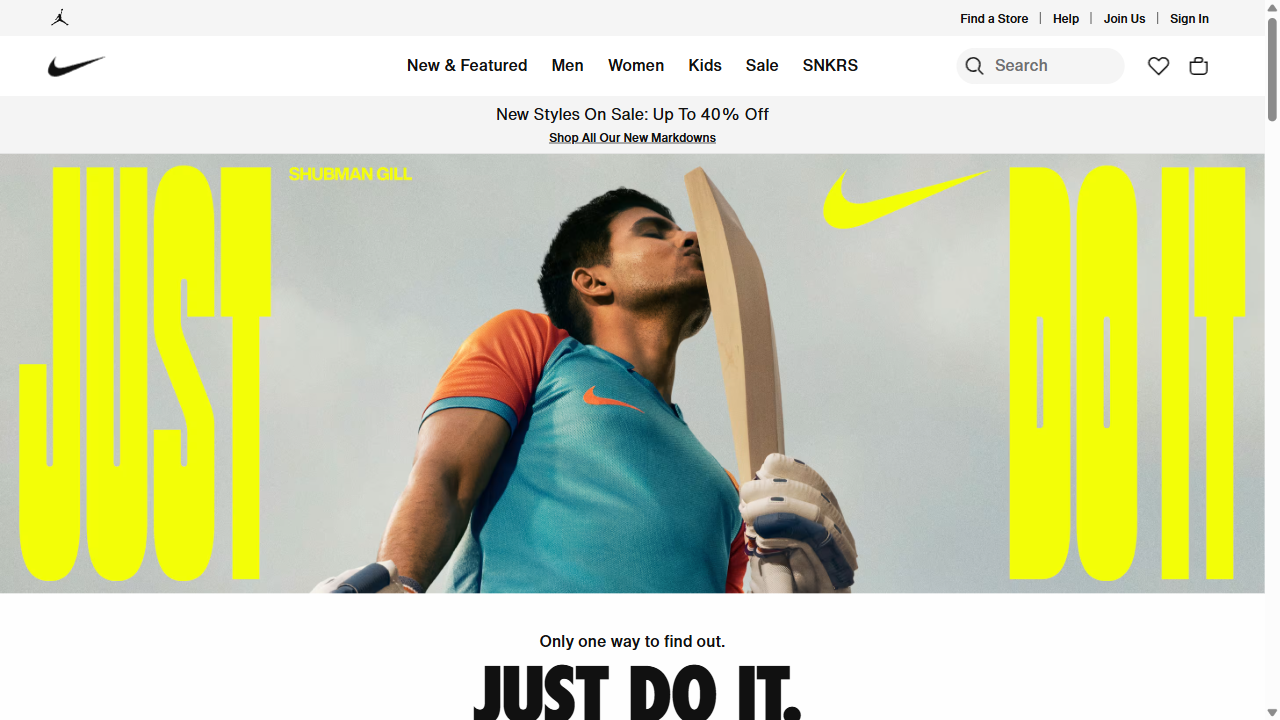 Find a Store | Help | Join Us | Sign In
New & Featured Men Women Kids Sale SNKRS Search
New Styles On Sale: Up To 40% Off
Shop All Our New Markdowns
JUST SHUBMAN GILL DO IT
Only one way to find out.
JUST DO IT.